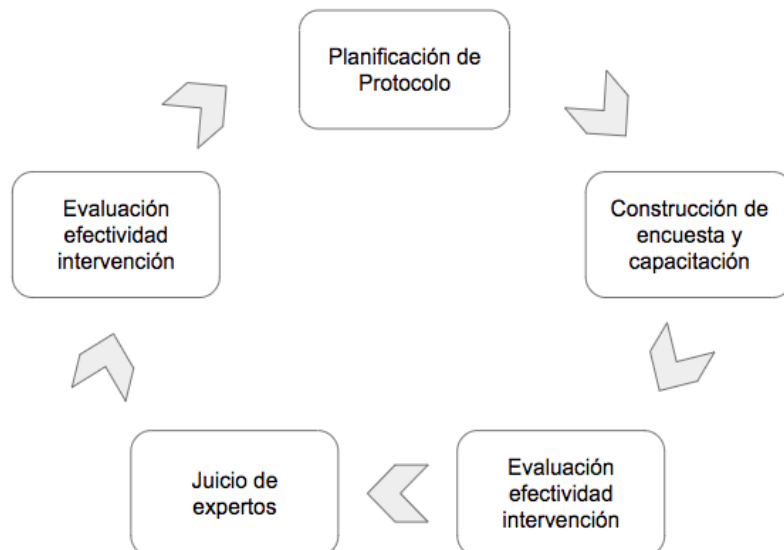 Planificación de
Protocolo
Construcción de
encuesta y
capacitación
Evaluación
efectividad
intervención
Juicio de
expertos
Evaluación
efectividad
intervención